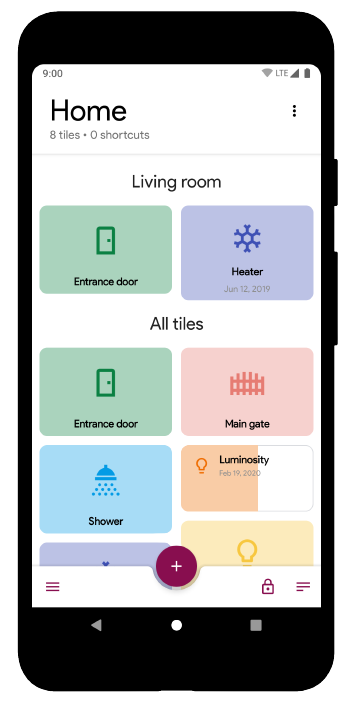 9:00 LTE
Home
8 tiles • 0 shortcuts
Living room
Entrance door
Heater
Jun 12, 2019
All tiles
Entrance door
Main gate
Shower
Luminosity
Feb 19, 2020